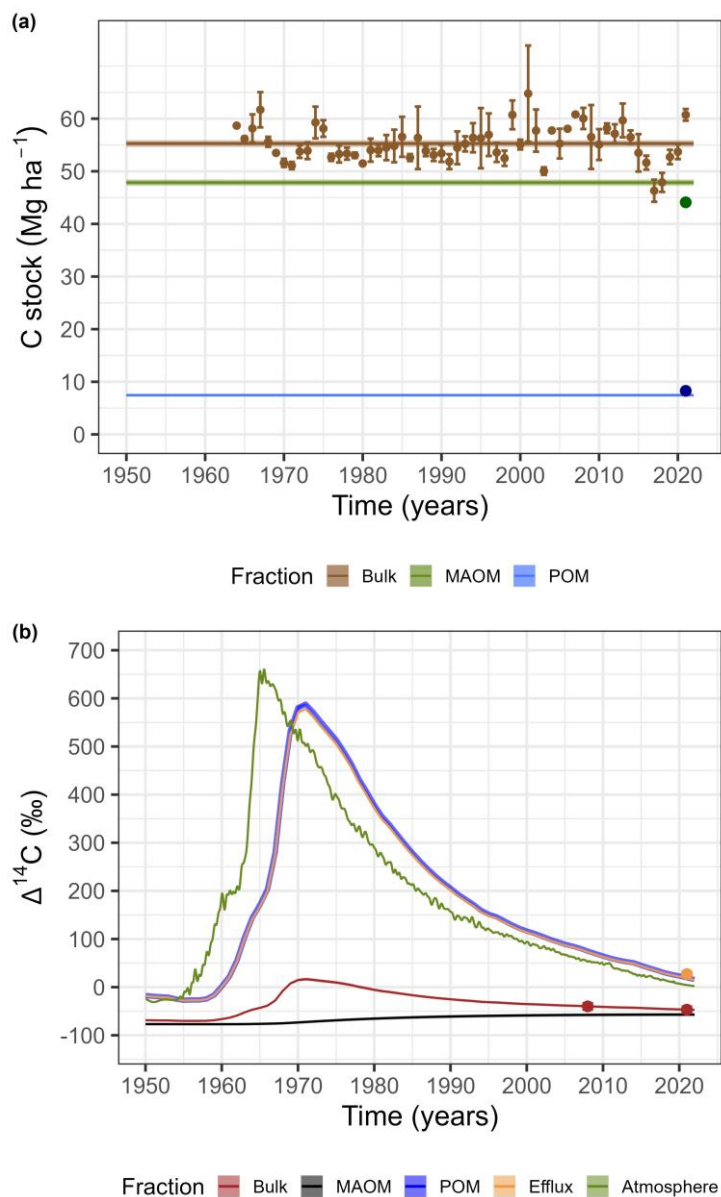 (a)
C stock (Mg ha⁻¹)
60
50
40
30
20
10
0
1950 1960 1970 1980 1990 2000 2010 2020
Time (years)
Fraction Bulk MAOM POM
(b)
Δ¹⁴C (‰)
700
600
500
400
300
200
100
0
-100
1950 1960 1970 1980 1990 2000 2010 2020
Time (years)
Fraction Bulk MAOM POM Efflux Atmosphere